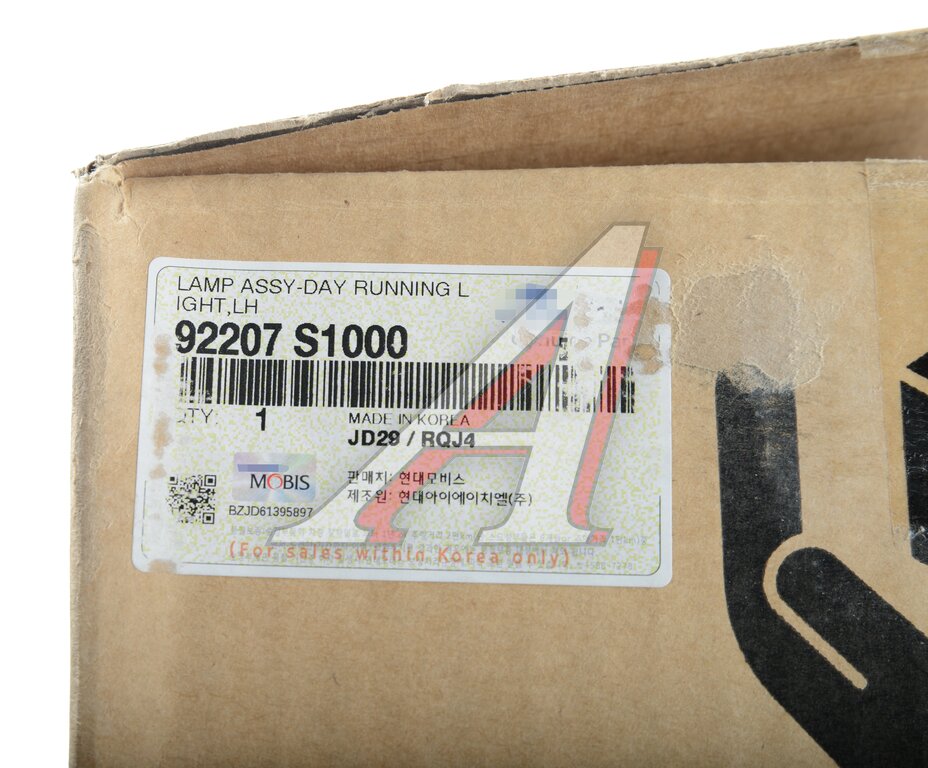 LAMP ASSY-DAY RUNNING L
IGHT,LH
92207 S1000
QTY: 1
MADE IN KOREA
JD29 / RQJ4
MOBIS
판매처: 현대모비스
제조원: 현대아이에이치엘(주)
BZJD61395897
(For sales within Korea only)